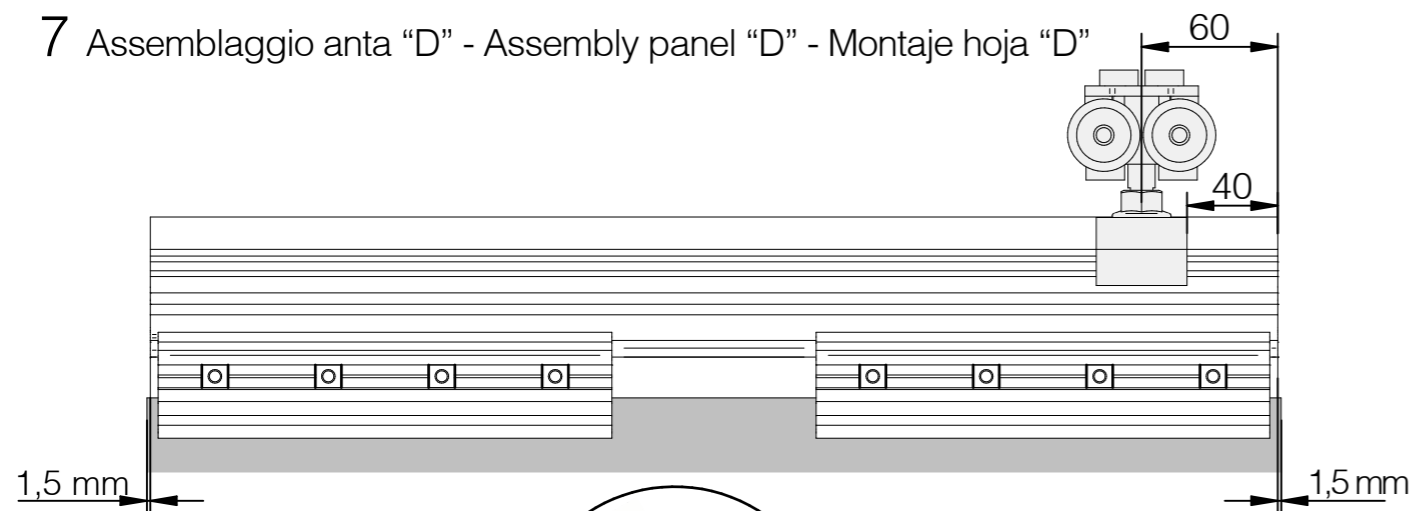 7 Assemblaggio anta “D” - Assembly panel “D” - Montaje hoja “D”
60
40
1,5 mm
1,5 mm